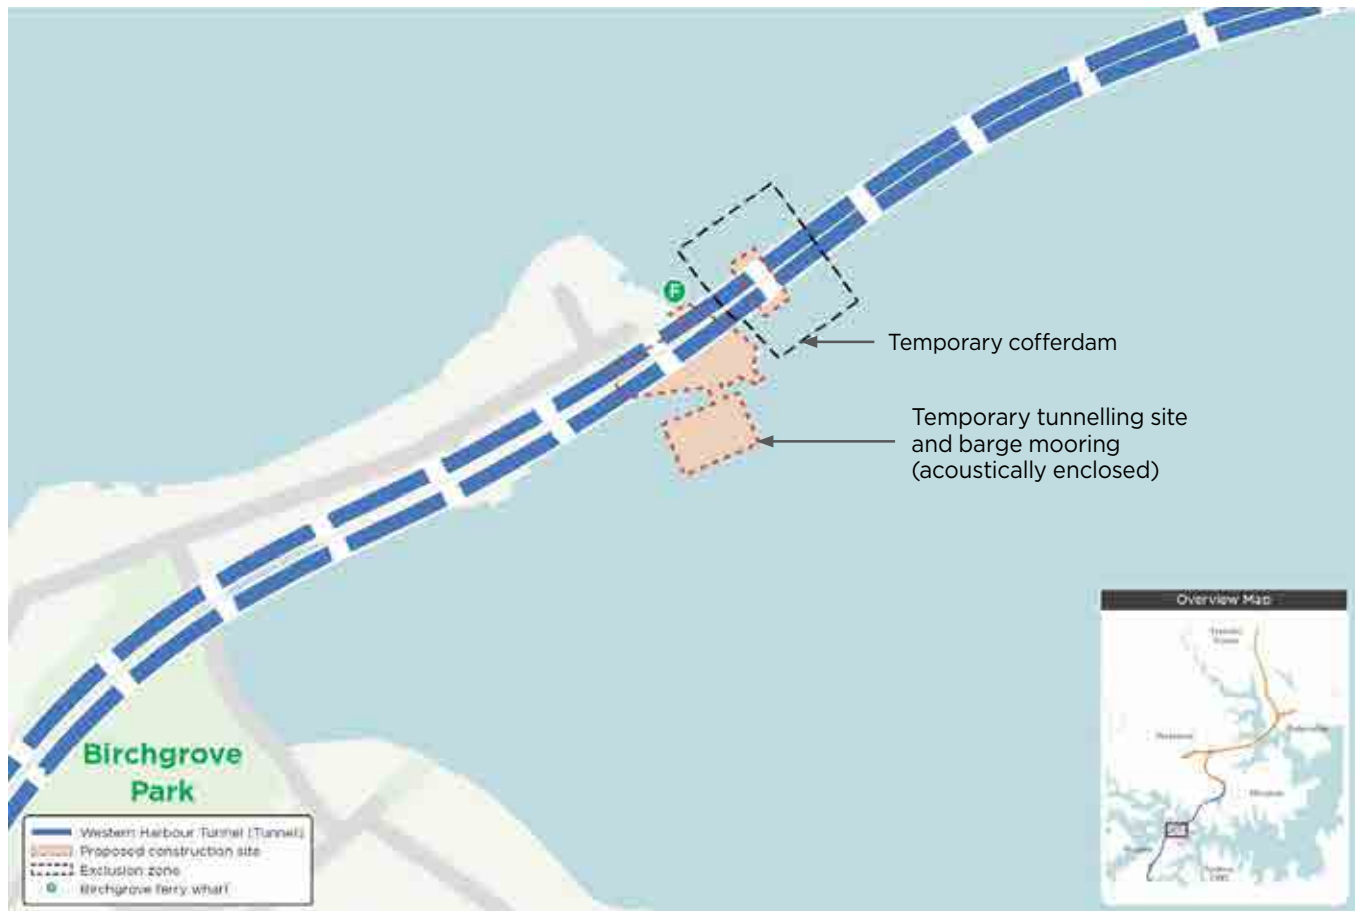 F
Temporary cofferdam
Temporary tunnelling site
and barge mooring
(acoustically enclosed)
Birchgrove
Park
Western Harbour Tunnel (Tunnel)
Proposed construction site
Exclusion zone
Birchgrove ferry wharf
Overview Map